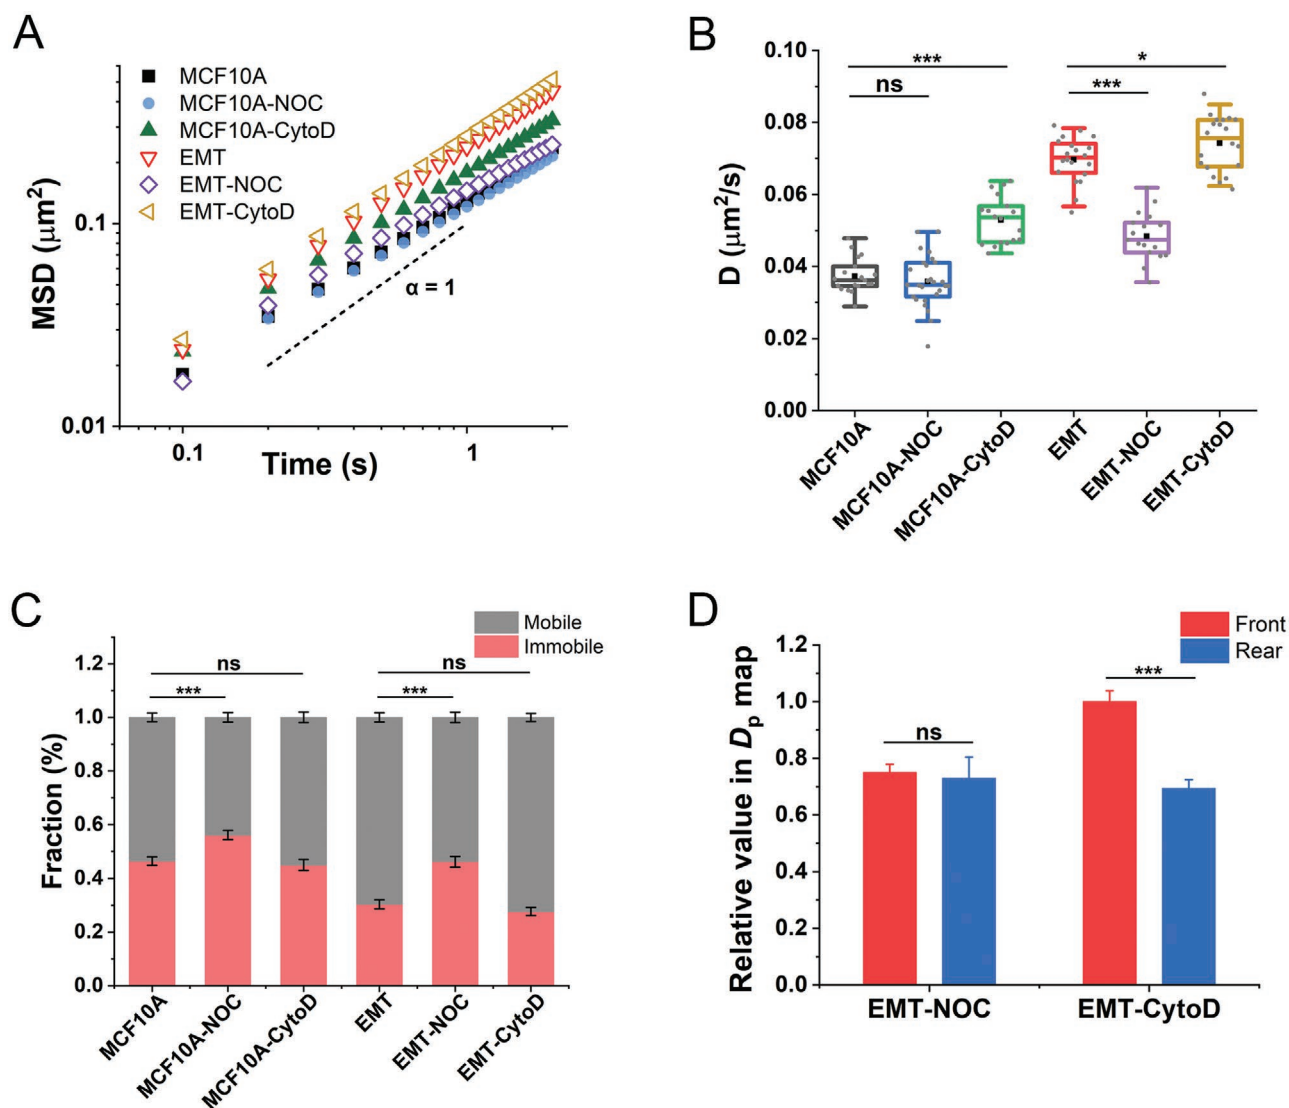 A
MCF10A
MCF10A-NOC
MCF10A-CytoD
EMT
EMT-NOC
EMT-CytoD
MSD (μm²)
0.1
0.01
α = 1
0.1
1
Time (s)
B
D (μm²/s)
0.10
0.08
0.06
0.04
0.02
0.00
***
ns
*
***
MCF10A
MCF10A-NOC
MCF10A-CytoD
EMT
EMT-NOC
EMT-CytoD
C
Mobile
Immobile
Fraction (%)
1.2
1.0
0.8
0.6
0.4
0.2
0.0
ns
***
ns
***
MCF10A
MCF10A-NOC
MCF10A-CytoD
EMT
EMT-NOC
EMT-CytoD
D
Front
Rear
Relative value in Dp map
1.2
1.0
0.8
0.6
0.4
0.2
0.0
ns
***
EMT-NOC
EMT-CytoD